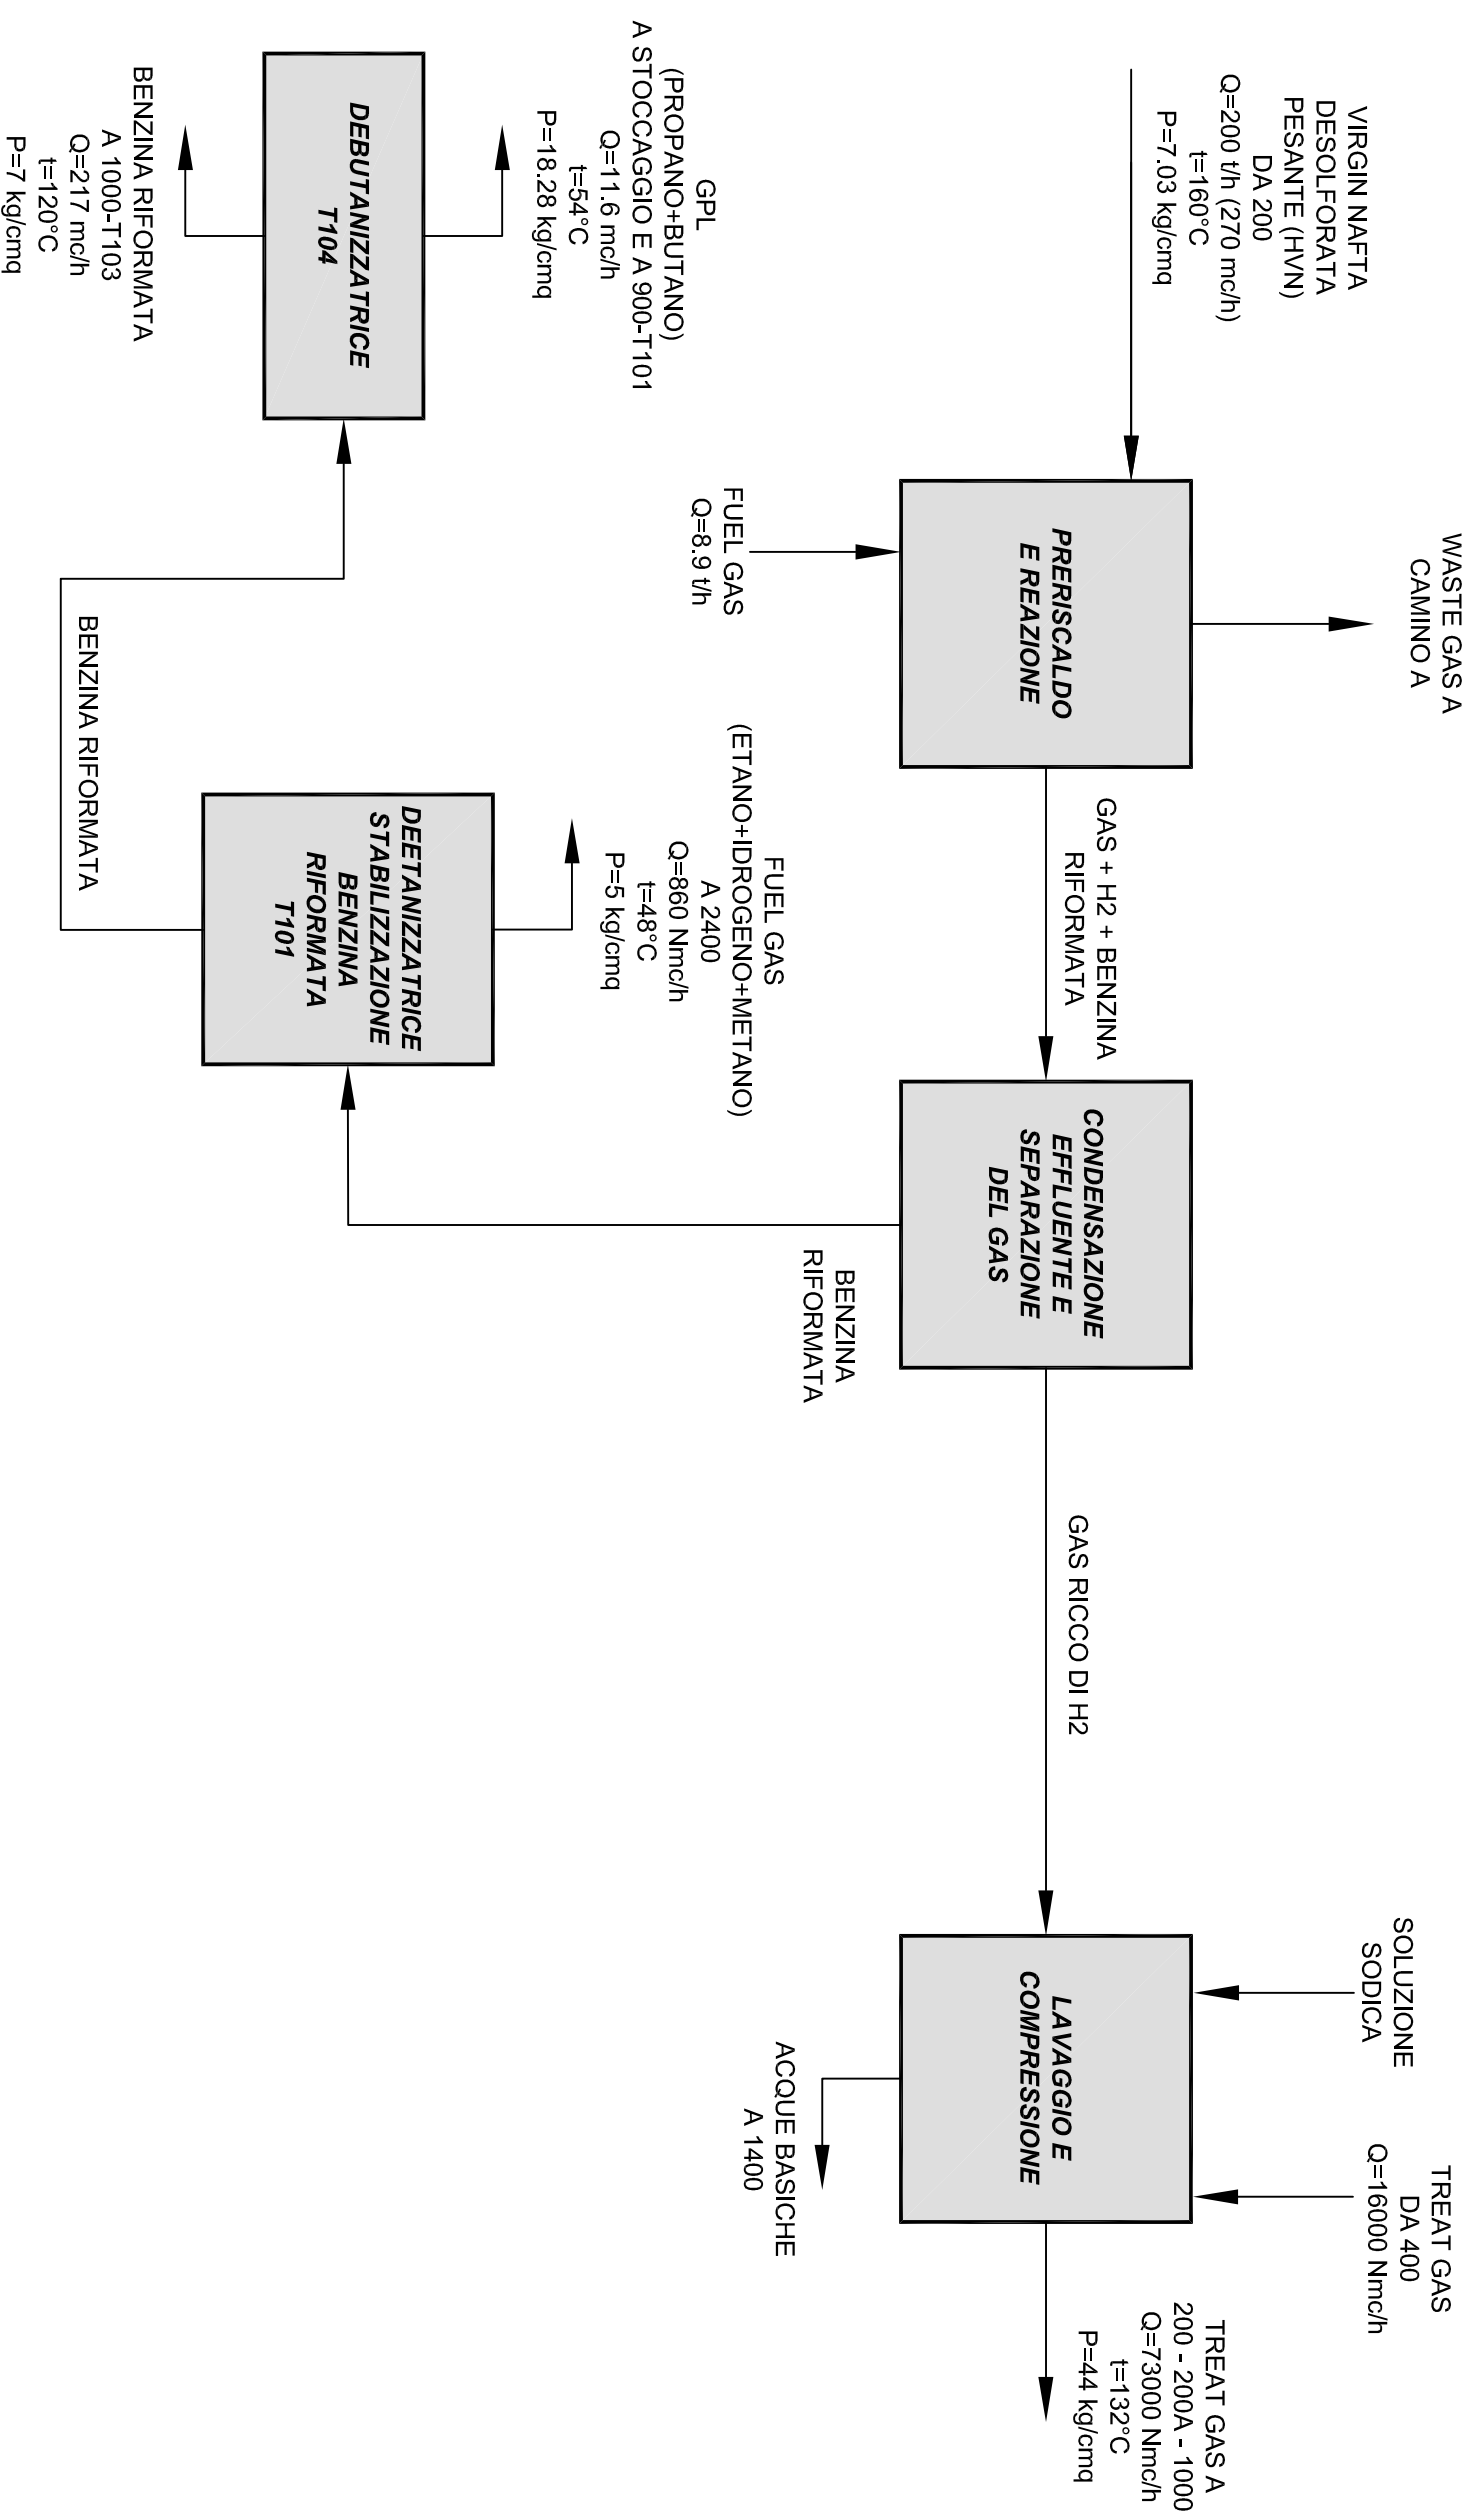 WASTE GAS A
CAMINO A
VIRGIN NAFTA
DESOLFORATA
PESANTE (HVN)
DA 200
Q=200 t/h (270 mc/h)
t=160°C
P=7.03 kg/cmq
PRERISCALDO
E REAZIONE
FUEL GAS
Q=8.9 t/h
GAS + H2 + BENZINA
RIFORMATA
CONDENSAZIONE
EFFLUENTE E
SEPARAZIONE
DEL GAS
GAS RICCO DI H2
SOLUZIONE
SODICA
TREAT GAS
DA 400
Q=16000 Nmc/h
LAVAGGIO E
COMPRESSIONE
TREAT GAS A
200 - 200A - 1000
Q=73000 Nmc/h
t=132°C
P=44 kg/cmq
ACQUE BASICHE
A 1400
BENZINA
RIFORMATA
GPL
(PROPANO+BUTANO)
A STOCCAGGIO E A 900-T101
Q=11.6 mc/h
t=54°C
P=18.28 kg/cmq
FUEL GAS
(ETANO+IDROGENO+METANO)
A 2400
Q=860 Nmc/h
t=48°C
P=5 kg/cmq
DEBUTANIZZATRICE
T104
DEETANIZZATRICE
STABILIZZAZIONE
BENZINA
RIFORMATA
T101
BENZINA RIFORMATA
A 1000-T103
Q=217 mc/h
t=120°C
P=7 kg/cmq
BENZINA RIFORMATA